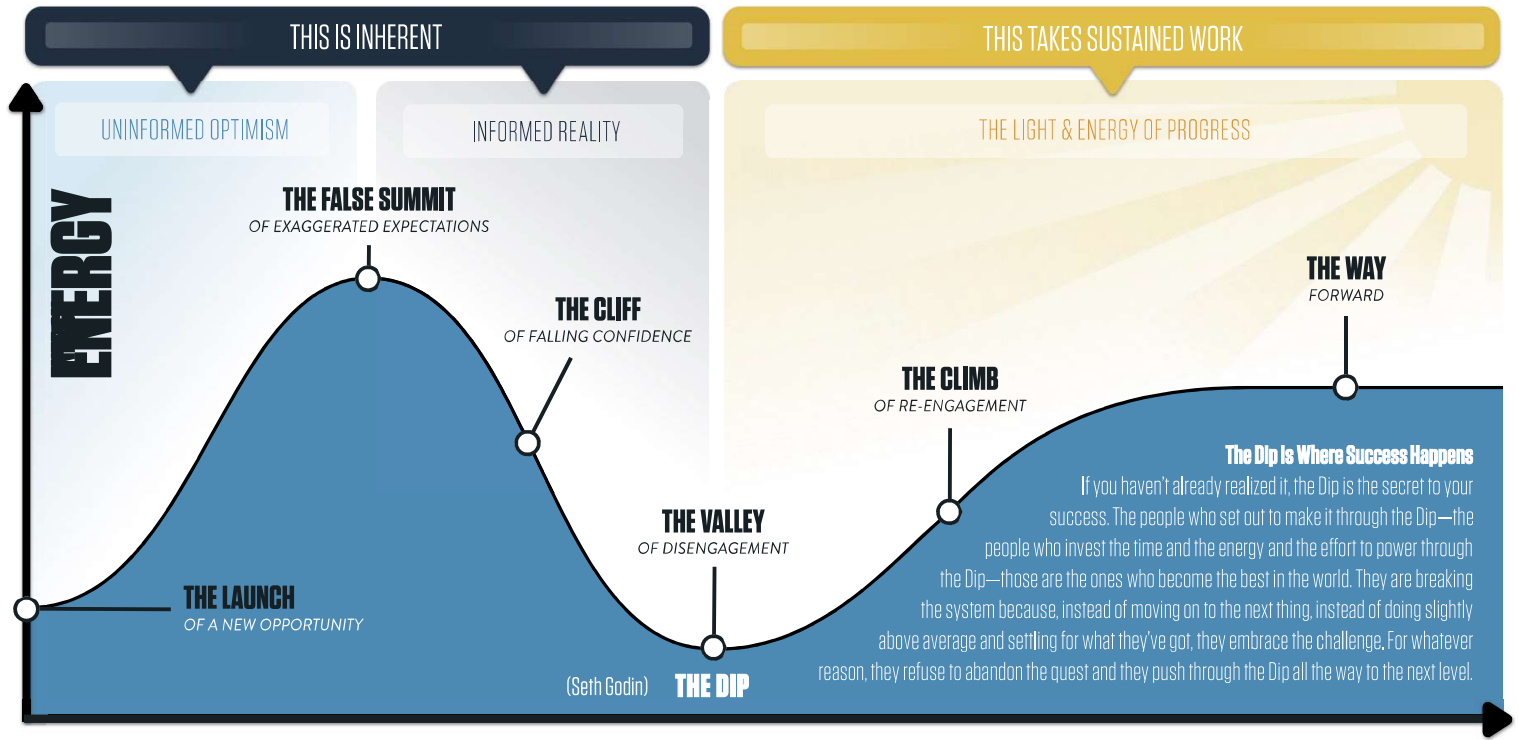 THIS IS INHERENT
THIS TAKES SUSTAINED WORK
UNINFORMED OPTIMISM
INFORMED REALITY
THE LIGHT & ENERGY OF PROGRESS
ENERGY
THE FALSE SUMMIT
OF EXAGGERATED EXPECTATIONS
THE CLIFF
OF FALLING CONFIDENCE
THE WAY
FORWARD
THE CLIMB
OF RE-ENGAGEMENT
THE VALLEY
OF DISENGAGEMENT
THE LAUNCH
OF A NEW OPPORTUNITY
(Seth Godin)
THE DIP
The Dip Is Where Success Happens
If you haven't already realized it, the Dip is the secret to your
success. The people who set out to make it through the Dip—the
people who invest the time and the energy and the effort to power through
the Dip—those are the ones who become the best in the world. They are breaking
the system because, instead of moving on to the next thing, instead of doing slightly
above average and settling for what they've got, they embrace the challenge. For whatever
reason, they refuse to abandon the quest and they push through the Dip all the way to the next level.